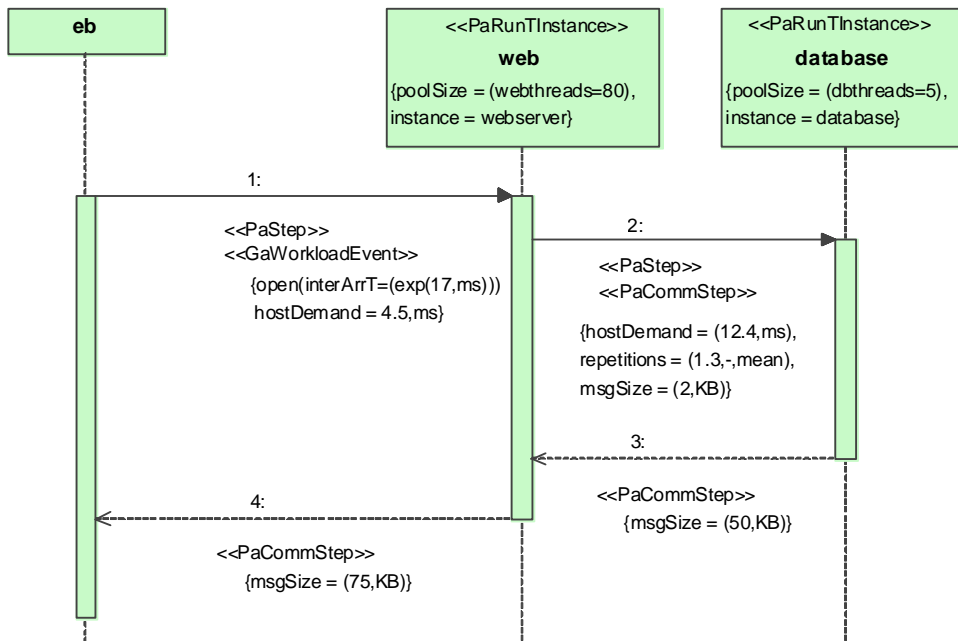 eb
<<PaRunTInstance>>
web
{poolSize = (webthreads=80),
instance = webserver}
<<PaRunTInstance>>
database
{poolSize = (dbthreads=5),
instance = database}
1:
<<PaStep>>
<<GaWorkloadEvent>>
{open(interArrT=(exp(17,ms)))
hostDemand = 4.5,ms}
2:
<<PaStep>>
<<PaCommStep>>
{hostDemand = (12.4,ms),
repetitions = (1.3,-,mean),
msgSize = (2,KB)}
3:
<<PaCommStep>>
{msgSize = (50,KB)}
4:
<<PaCommStep>>
{msgSize = (75,KB)}